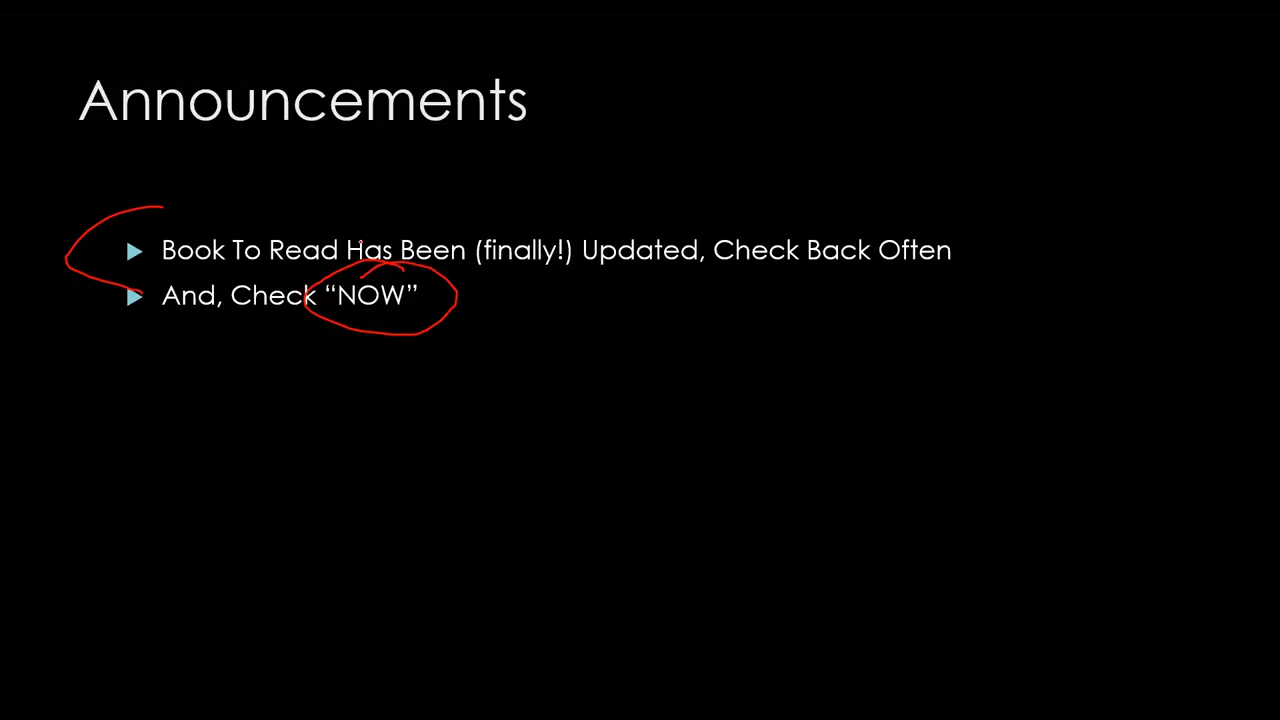 Announcements
Book To Read Has Been (finally!) Updated, Check Back Often
And, Check “NOW”